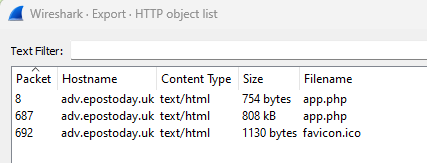 Wireshark · Export · HTTP object list
Text Filter:
Packet Hostname Content Type Size Filename
8 adv.epostoday.uk text/html 754 bytes app.php
687 adv.epostoday.uk text/html 808 kB app.php
692 adv.epostoday.uk text/html 1130 bytes favicon.ico